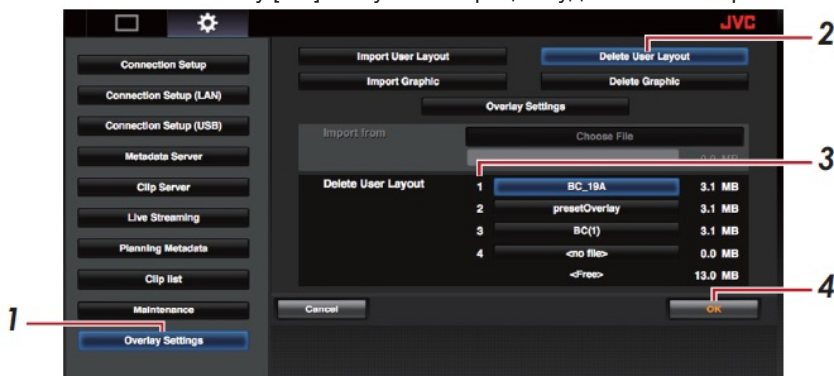 JVC
2
Import User Layout
Delete User Layout
Connection Setup
Import Graphic
Delete Graphic
Connection Setup (LAN)
Overlay Settings
Connection Setup (USB)
Import from
Choose File
Metadata Server
0.0 MB
3
Clip Server
Delete User Layout
1
BC_19A
3.1 MB
2
presetOverlay
3.1 MB
Live Streaming
3
BC(1)
3.1 MB
Planning Metadata
4
<no file>
0.0 MB
Clip list
<Free>
13.0 MB
4
Maintenance
Cancel
OK
1
Overlay Settings